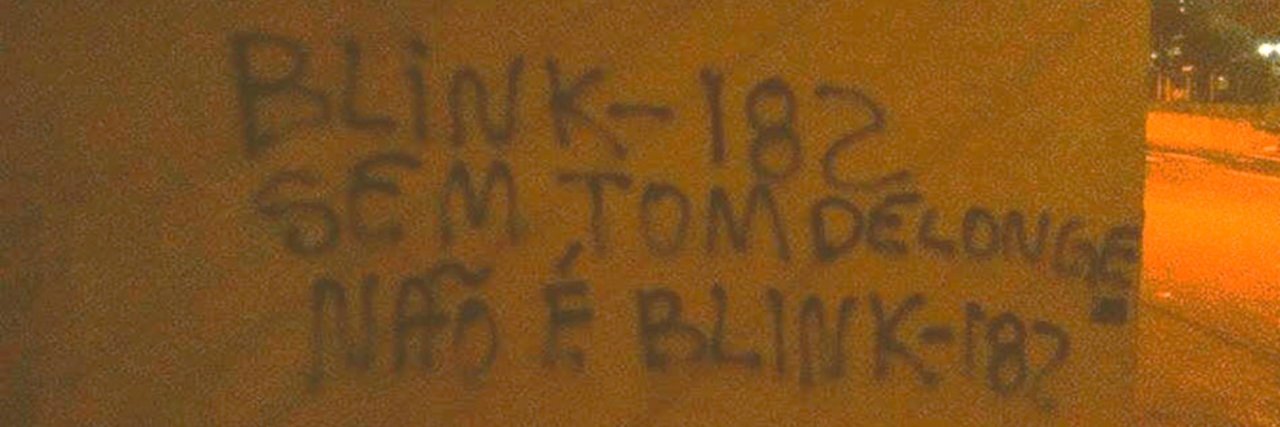 BLiNK-182
SEM TOM DELONGE
NÃO É BLINK-182